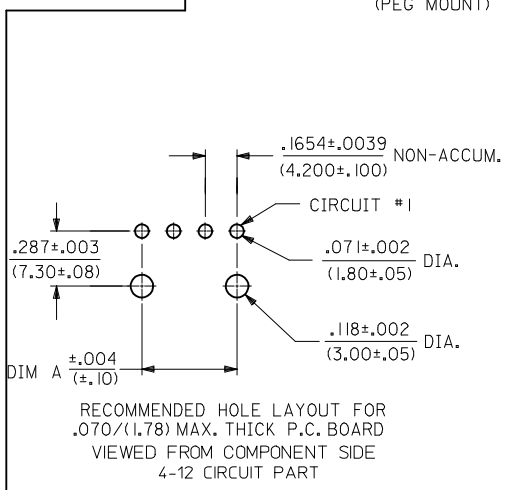 (PEG MOUNT)
.1654±.0039
(4.200±.100)
NON-ACCUM.
CIRCUIT #1
.287±.003
(7.30±.08)
.071±.002
(1.80±.05)
DIA.
.118±.002
(3.00±.05)
DIA.
DIM A
±.004
(±.10)
RECOMMENDED HOLE LAYOUT FOR
.070/(1.78) MAX. THICK P.C. BOARD
VIEWED FROM COMPONENT SIDE
4-12 CIRCUIT PART